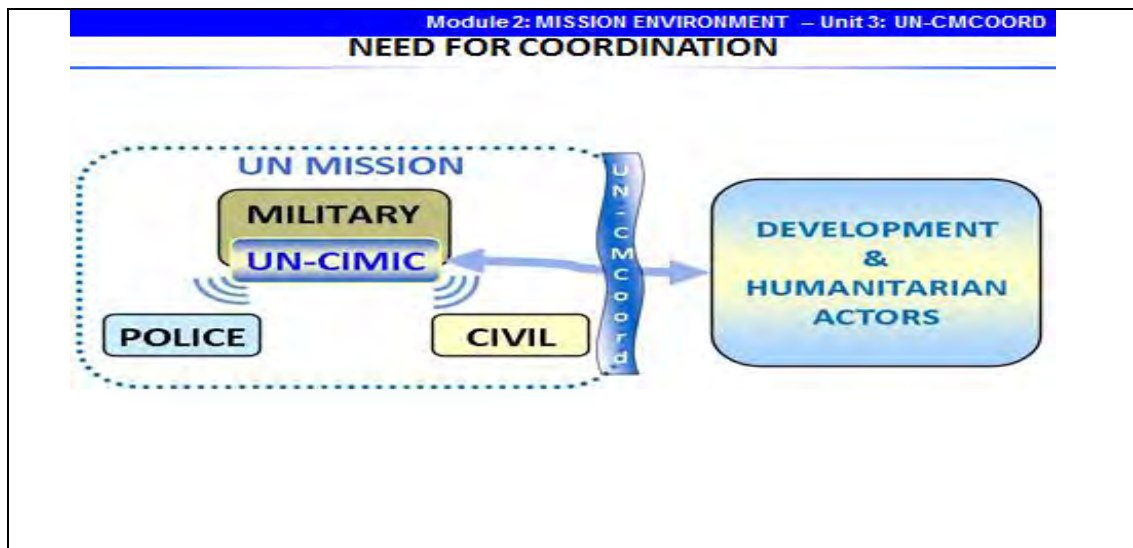 Module 2: MISSION ENVIRONMENT – Unit 3: UN-CMCOORD
NEED FOR COORDINATION
UN MISSION
MILITARY
UN-CIMIC
POLICE
CIVIL
UN-CMCoord
DEVELOPMENT
&
HUMANITARIAN
ACTORS